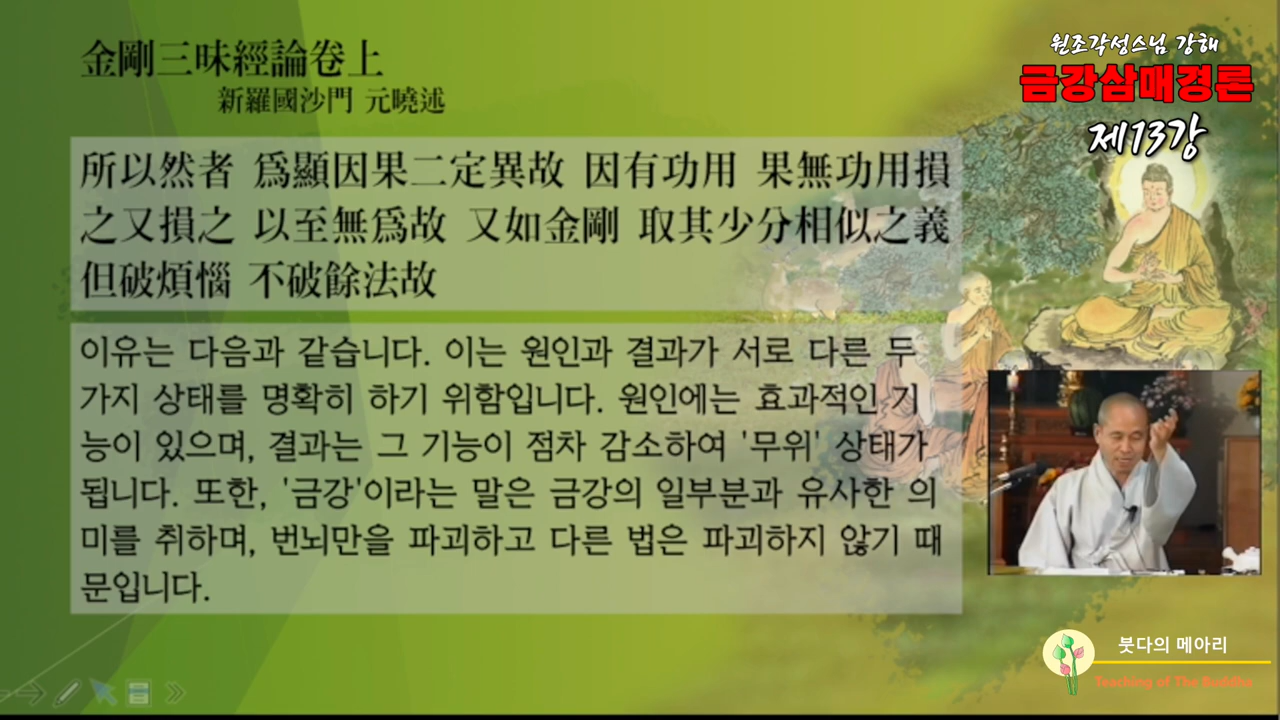 金剛三昧經論卷上
新羅國沙門 元曉述
원조각성스님 강해
금강삼매경론
제13강
所以然者 爲顯因果二定異故 因有功用 果無功用損
之又損之 以至無爲故 又如金剛 取其少分相似之義
但破煩惱 不破餘法故
이유는 다음과 같습니다. 이는 원인과 결과가 서로 다른 두
가지 상태를 명확히 하기 위함입니다. 원인에는 효과적인 기
능이 있으며, 결과는 그 기능이 점차 감소하여 '무위' 상태가
됩니다. 또한, '금강'이라는 말은 금강의 일부분과 유사한 의
미를 취하며, 번뇌만을 파괴하고 다른 법은 파괴하지 않기 때
문입니다.
붓다의 메아리
Teaching of The Buddha